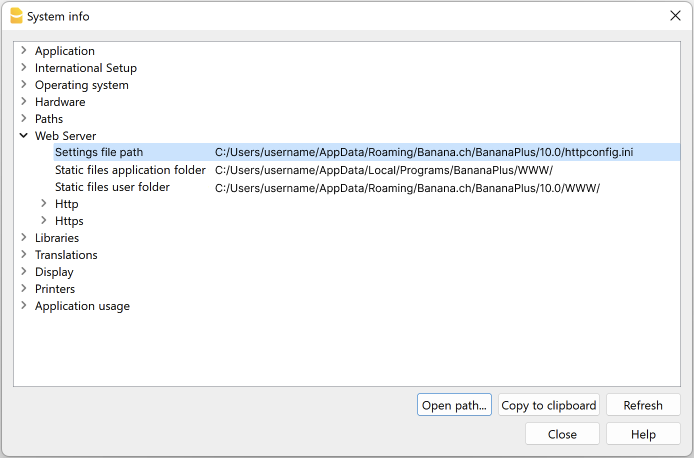 System info
Application
International Setup
Operating system
Hardware
Paths
Web Server
Settings file path C:/Users/username/AppData/Roaming/Banana.ch/BananaPlus/10.0/httpconfig.ini
Static files application folder C:/Users/username/AppData/Local/Programs/BananaPlus/WWW/
Static files user folder C:/Users/username/AppData/Roaming/Banana.ch/BananaPlus/10.0/WWW/
Http
Https
Libraries
Translations
Display
Printers
Application usage
Open path... Copy to clipboard Refresh
Close Help